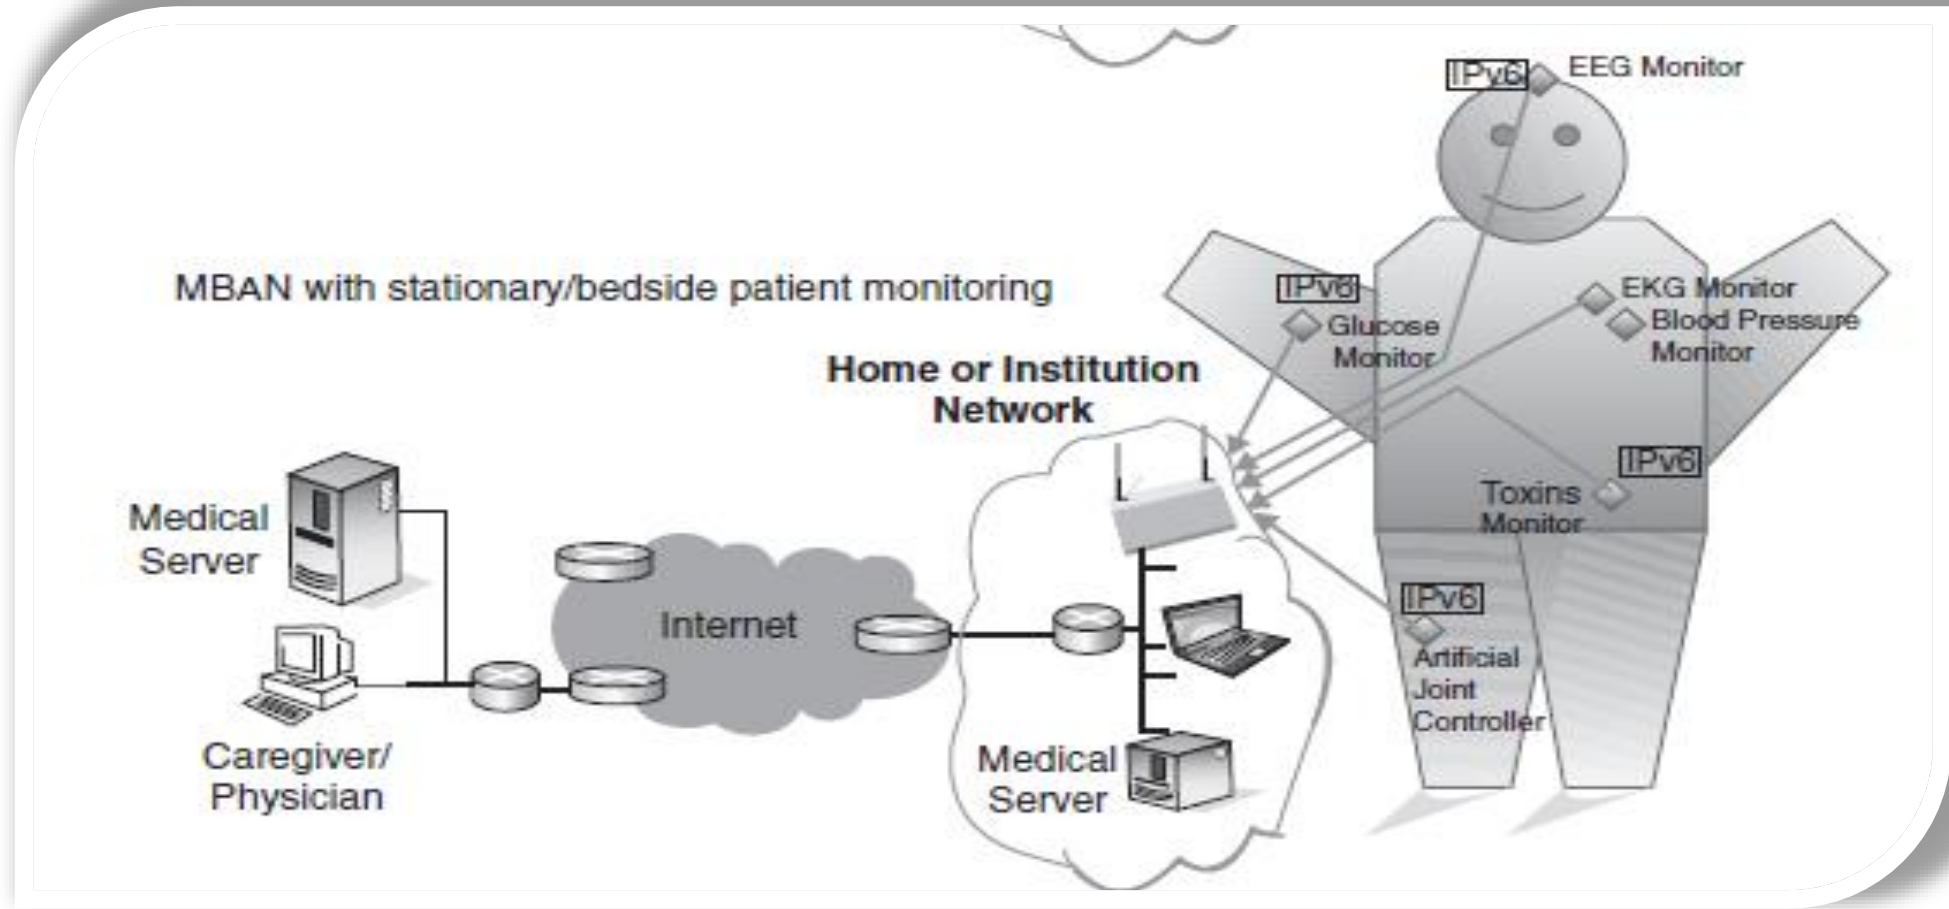 IPv6
EEG Monitor
MBAN with stationary/bedside patient monitoring
IPv6
Glucose
Monitor
EKG Monitor
Blood Pressure
Monitor
Home or Institution
Network
IPv6
Toxins
Monitor
Medical
Server
Internet
IPv6
Artificial
Joint
Controller
Caregiver/
Physician
Medical
Server